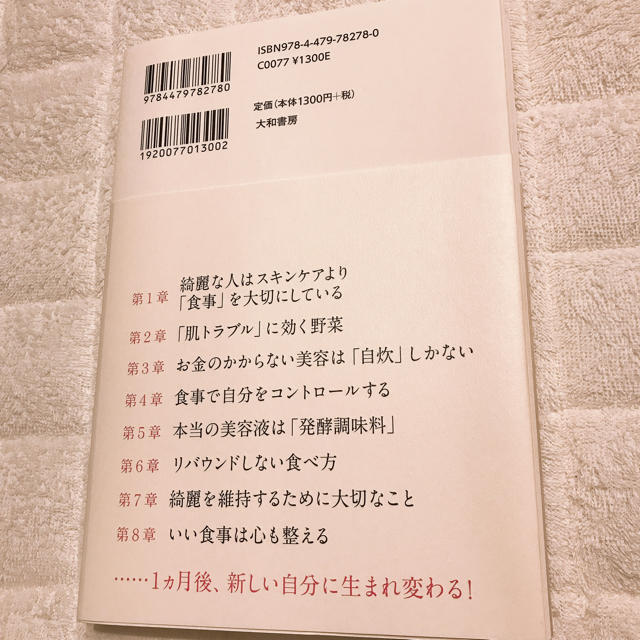 ISBN978-4-479-78278-0
C0077 ¥1300E
9784479782780
定価(本体1300円+税)
大和書房
1920077013002
第1章 綺麗な人はスキンケアより
「食事」を大切にしている
第2章 「肌トラブル」に効く野菜
第3章 お金のかからない美容は「自炊」しかない
第4章 食事で自分をコントロールする
第5章 本当の美容液は「発酵調味料」
第6章 リバウンドしない食べ方
第7章 綺麗を維持するために大切なこと
第8章 いい食事は心も整える
……1ヵ月後、新しい自分に生まれ変わる!